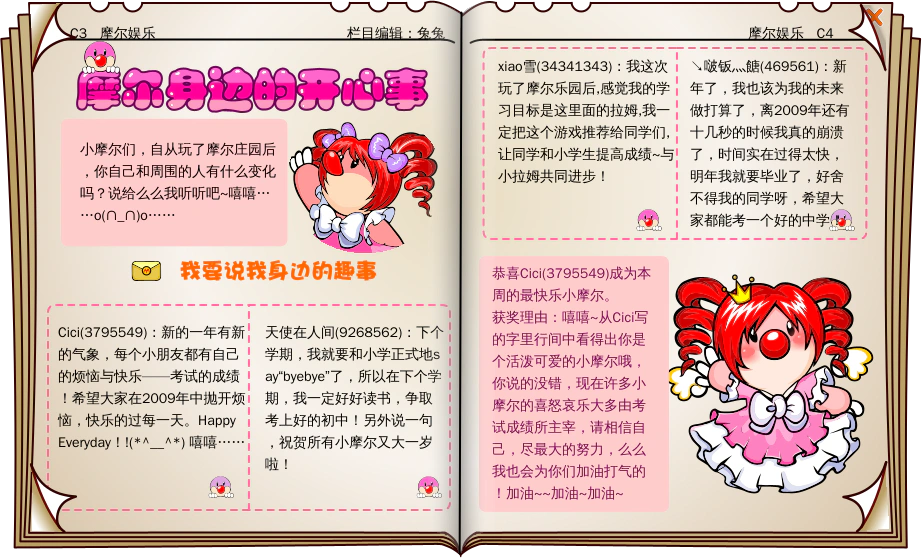 C3 摩尔娱乐
栏目编辑：兔兔
摩尔身边的开心事
小摩尔们，自从玩了摩尔庄园后
，你自己和周围的人有什么变化
吗？说给么么我听听吧~嘻嘻…
…o(∩_∩)o……
我要说我身边的趣事
Cici(3795549)：新的一年有新
的气象，每个小朋友都有自己
的烦恼与快乐——考试的成绩
！希望大家在2009年中抛开烦
恼，快乐的过每一天。Happy
Everyday！!(*^__^*) 嘻嘻……
天使在人间(9268562)：下个
学期，我就要和小学正式地s
ay“byebye”了，所以在下个学
期，我一定好好读书，争取
考上好的初中！另外说一句
，祝贺所有小摩尔又大一岁
啦！
摩尔娱乐 C4
xiao雪(34341343)：我这次
玩了摩尔乐园后,感觉我的学
习目标是这里面的拉姆,我一
定把这个游戏推荐给同学们,
让同学和小学生提高成绩~与
小拉姆共同进步！
↘啵钣灬餹(469561)：新
年了，我也该为我的未来
做打算了，离2009年还有
十几秒的时候我真的崩溃
了，时间实在过得太快，
明年我就要毕业了，好舍
不得我的同学呀，希望大
家都能考一个好的中学
恭喜Cici(3795549)成为本
周的最快乐小摩尔。
获奖理由：嘻嘻~从Cici写
的字里行间中看得出你是
个活泼可爱的小摩尔哦，
你说的没错，现在许多小
摩尔的喜怒哀乐大多由考
试成绩所主宰，请相信自
己，尽最大的努力，么么
我也会为你们加油打气的
！加油~~加油~加油~